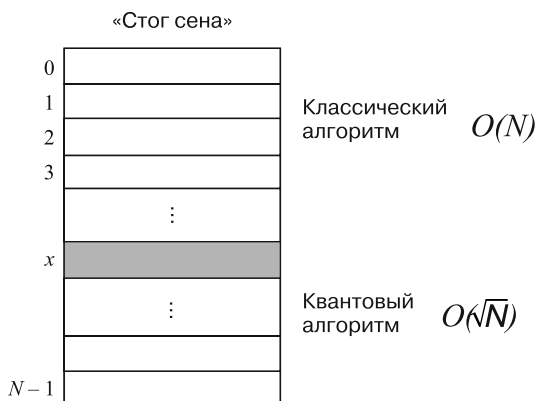 «Стог сена»
0
1
2
3
⋮
x
⋮
N – 1
Классический
алгоритм
O(N)
Квантовый
алгоритм
O(√N)